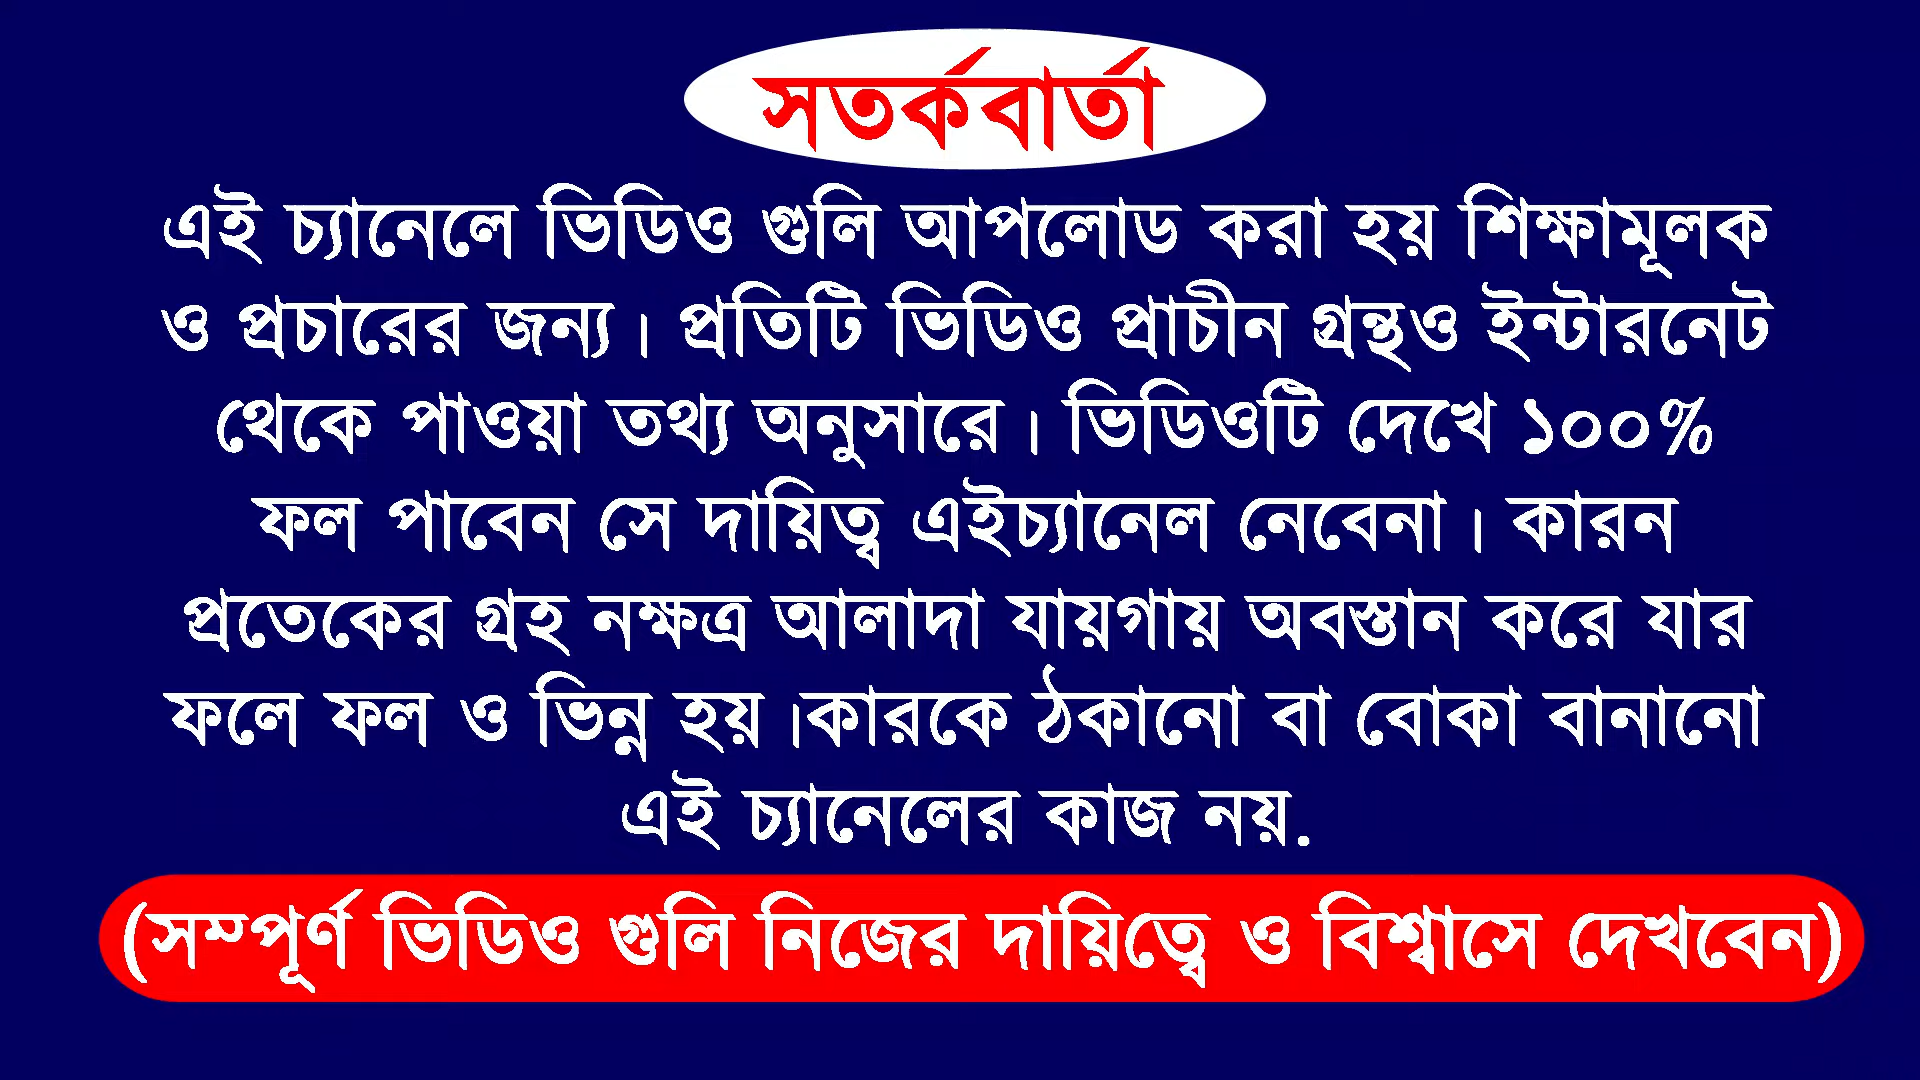 সতর্কবার্তা
এই চ্যানেলে ভিডিও গুলি আপলোড করা হয় শিক্ষামূলক
ও প্রচারের জন্য। প্রতিটি ভিডিও প্রাচীন গ্রন্থও ইন্টারনেট
থেকে পাওয়া তথ্য অনুসারে। ভিডিওটি দেখে ১০০%
ফল পাবেন সে দায়িত্ব এইচ্যানেল নেবেনা। কারন
প্রতেকের গ্রহ নক্ষত্র আলাদা যায়গায় অবস্তান করে যার
ফলে ফল ও ভিন্ন হয়।কারকে ঠকানো বা বোকা বানানো
এই চ্যানেলের কাজ নয়.
(সম্পূর্ণ ভিডিও গুলি নিজের দায়িত্বে ও বিশ্বাসে দেখবেন)